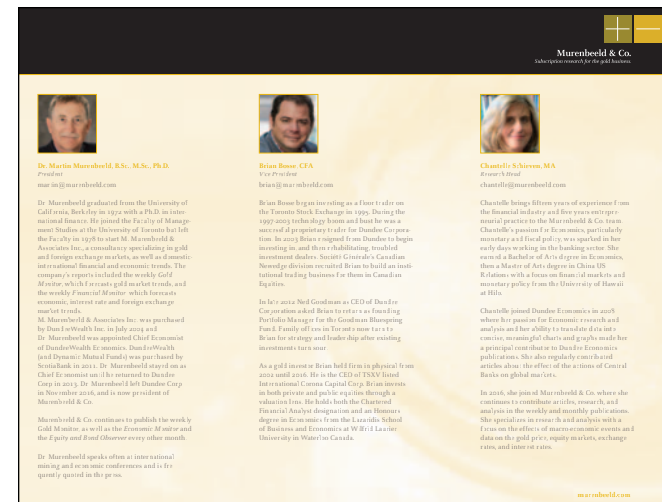 Murenbeeld & Co.
Subscription research for the gold business.
Dr. Martin Murenbeeld, B.Sc. M.Sc., Ph.D.
President
martin@murenbeeld.com
Dr. Murenbeeld graduated from the University of
California, Berkeley in 1972 with a Ph.D. in inter-
national finance. He joined the Faculty of Manage-
ment Studies at the University of Toronto but left
the Faculty in 1978 to start M. Murenbeeld &
Associates Inc., a consultancy specializing in gold
and foreign exchange markets, as well as domestic
international financial and economic trends. The
company's reports included the weekly Gold
Monitor, which forecasts gold market trends, and
the weekly Financial Monitor which forecasts
economic, interest rate and foreign exchange
market trends.
M. Murenbeeld & Associates Inc. was purchased
by DundeeWealth Inc. in July 2004 and
Dr Murenbeeld was appointed Chief Economist
of DundeeWealth Economics. DundeeWealth
(and Dynamic Mutual Funds) was purchased by
ScotiaBank in 2011. Dr Murenbeeld stayed on as
Chief Economist until he returned to Dundee
Corp in 2013. Dr Murenbeeld left Dundee Corp
in November 2016, and is now president of
Murenbeeld & Co.
Murenbeeld & Co. continues to publish the weekly
Gold Monitor, as well as the Economic Monitor and
the Equity and Bond Observer every other month.
Dr Murenbeeld speaks often at international
mining and economic conferences and is fre
quently quoted in the press.
Brian Bosse, CFA
Vice President
brian@murenbeeld.com
Brian Bosse began investing as a floor trader on
the Toronto Stock Exchange in 1995. During the
1997-2003 technology boom and bust he was a
successful proprietary trader for Dundee Corpora-
tion. In 2003 Brian resigned from Dundee to begin
investing in, and then rehabilitating, troubled
investment dealers. Société Générale's Canadian
Newedge division recruited Brian to build an insti-
tutional trading business for them in Canadian
Equities.
In late 2012 Ned Goodman as CEO of Dundee
Corporation asked Brian to return as founding
Portfolio Manager for the Goodman Bluespring
Fund. Family offices in Toronto now turn to
Brian for strategy and leadership after existing
investments turn sour.
As a gold investor Brian held firm in physical from
2002 until 2016. He is the CEO of TSXV listed
International Corona Capital Corp. Brian invests
in both private and public equities through a
valuation lens. He holds both the Chartered
Financial Analyst designation and an Honours
degree in Economics from the Lazaridis School
of Business and Economics at Wilfrid Laurier
University in Waterloo Canada.
Chantelle Schieven, MA
Research Head
chantelle@murenbeeld.com
Chantelle brings fifteen years of experience from
the financial industry and five years entrepre-
neurial practice to the Murenbeeld & Co. team.
Chantelle's passion for Economics, particularly
monetary and fiscal policy, was sparked in her
early days working in the banking sector. She
earned a Bachelor of Arts degree in Economics,
then a Master of Arts degree in China US
Relations with a focus on financial markets and
monetary policy from the University of Hawaii
at Hilo.
Chantelle joined Dundee Economics in 2008
where her passion for Economic research and
analysis and her ability to translate data into
concise, meaningful charts and graphs made her
a principal contributor to Dundee Economics
publications. She also regularly contributed
articles about the effect of the actions of Central
Banks on global markets.
In 2016, she joined Murenbeeld & Co. where she
continues to contribute articles, research, and
analysis in the weekly and monthly publications.
She specializes in research and analysis with a
focus on the effects of macro economic events and
data on the gold price, equity markets, exchange
rates, and interest rates.
murenbeeld.com